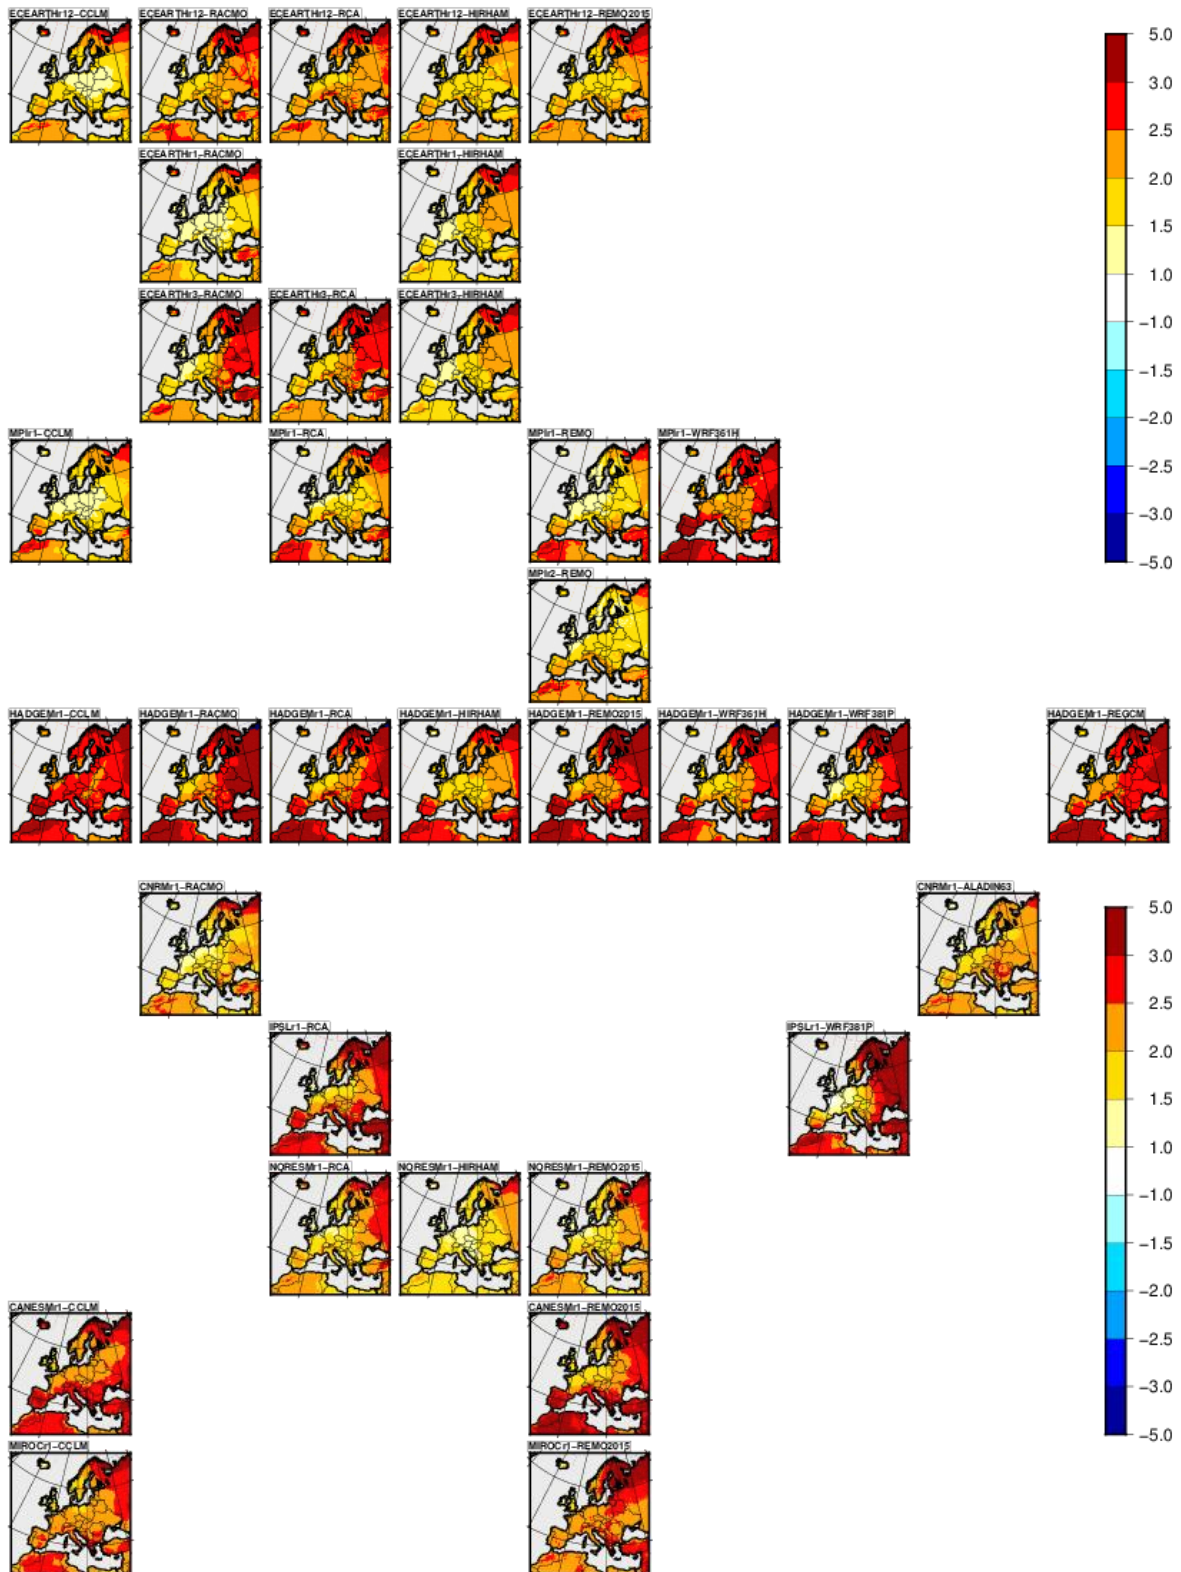 ECEARTHr12-CCLM ECEARTHr12-RACMO ECEARTHr12-RCA ECEARTHr12-HIRHAM ECEARTHr12-REMO2015
ECEARTHr1-RACMO ECEARTHr1-HIRHAM
ECEARTHr3-RACMO ECEARTHr3-RCA ECEARTHr3-HIRHAM
MPIr1-CCLM MPIr1-RCA MPIr1-REMO MPIr1-WRF361H
MPIr2-REMO
HADGEMr1-CCLM HADGEMr1-RACMO HADGEMr1-RCA HADGEMr1-HIRHAM HADGEMr1-REMO2015 HADGEMr1-WRF361H HADGEMr1-WRF381P HADGEMr1-REGCM
5.0
3.0
2.5
2.0
1.5
1.0
−1.0
−1.5
−2.0
−2.5
−3.0
−5.0
CNRMr1-RACMO CNRMr1-ALADIN63
IPSLr1-RCA IPSLr1-WRF381P
NORESMr1-RCA NORESMr1-HIRHAM NORESMr1-REMO2015
CANESMr1-CCLM CANESMr1-REMO2015
MIROCr1-CCLM MIROCr1-REMO2015
5.0
3.0
2.5
2.0
1.5
1.0
−1.0
−1.5
−2.0
−2.5
−3.0
−5.0